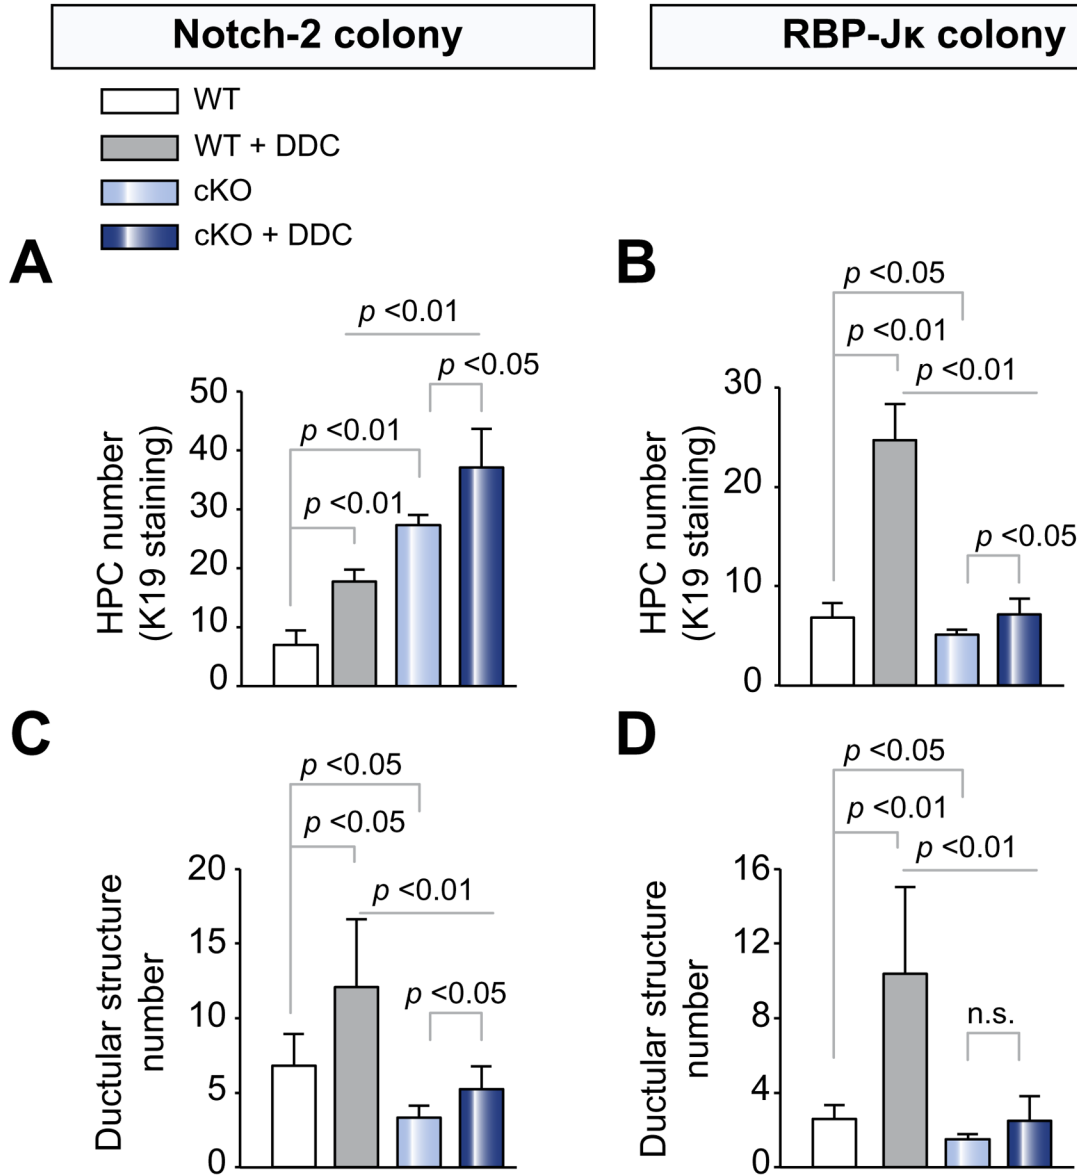 Notch-2 colony
RBP-Jκ colony
WT
WT + DDC
cKO
cKO + DDC
A
p <0.01
p <0.05
p <0.01
p <0.01
50
40
30
20
10
0
HPC number
(K19 staining)
B
p <0.05
p <0.01
p <0.01
p <0.05
30
20
10
0
HPC number
(K19 staining)
C
p <0.05
p <0.05
p <0.01
p <0.05
20
15
10
5
0
Ductular structure
number
D
p <0.05
p <0.01
p <0.01
n.s.
16
12
8
4
0
Ductular structure
number